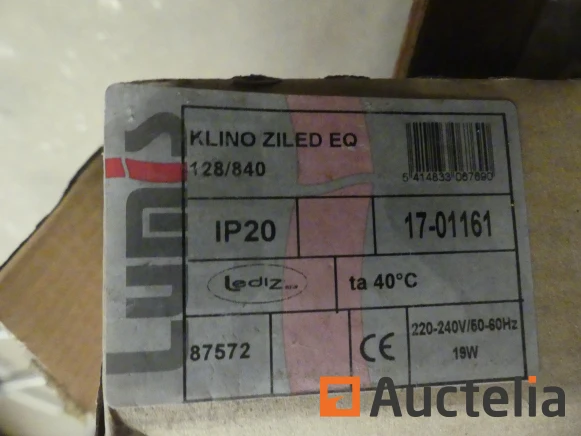 KLINO ZILED EQ
128/840
5 414833 087890
IP20
17-01161
Lediz
ta 40°C
87572
CE
220-240V/50-60Hz
19W
Auctelia